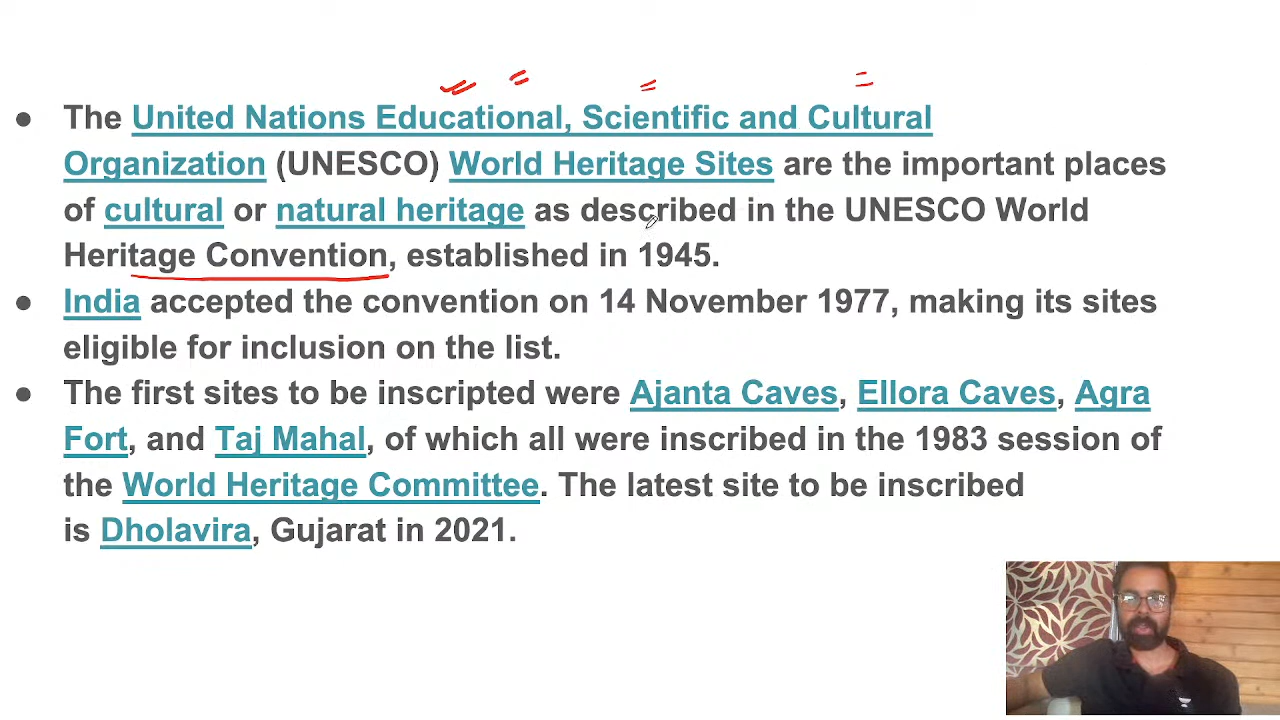 ● The United Nations Educational, Scientific and Cultural
Organization (UNESCO) World Heritage Sites are the important places
of cultural or natural heritage as described in the UNESCO World
Heritage Convention, established in 1945.
● India accepted the convention on 14 November 1977, making its sites
eligible for inclusion on the list.
● The first sites to be inscripted were Ajanta Caves, Ellora Caves, Agra
Fort, and Taj Mahal, of which all were inscribed in the 1983 session of
the World Heritage Committee. The latest site to be inscribed
is Dholavira, Gujarat in 2021.